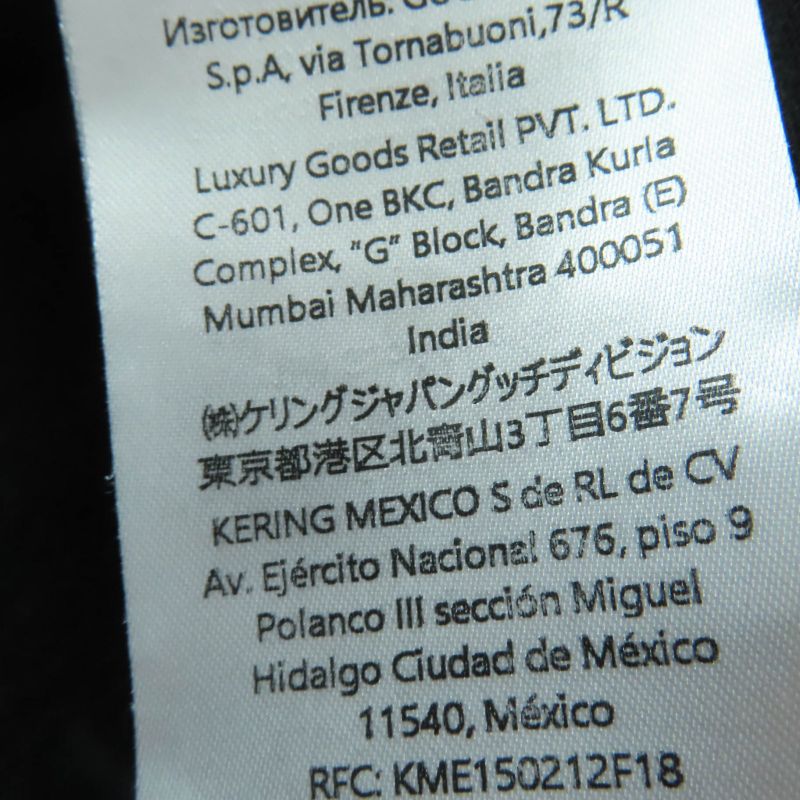 Изготовитель:
S.p.A, via Tornabuoni,73/R
Firenze, Italia
Luxury Goods Retail PVT. LTD.
C-601, One BKC, Bandra Kurla
Complex, "G" Block, Bandra (E)
Mumbai Maharashtra 400051
India
㈱ケリングジャパングッチディビジョン
東京都港区北青山3丁目6番7号
KERING MEXICO S de RL de CV
Av. Ejército Nacional 676, piso 9
Polanco III sección Miguel
Hidalgo Ciudad de México
11540, México
RFC: KME150212F18